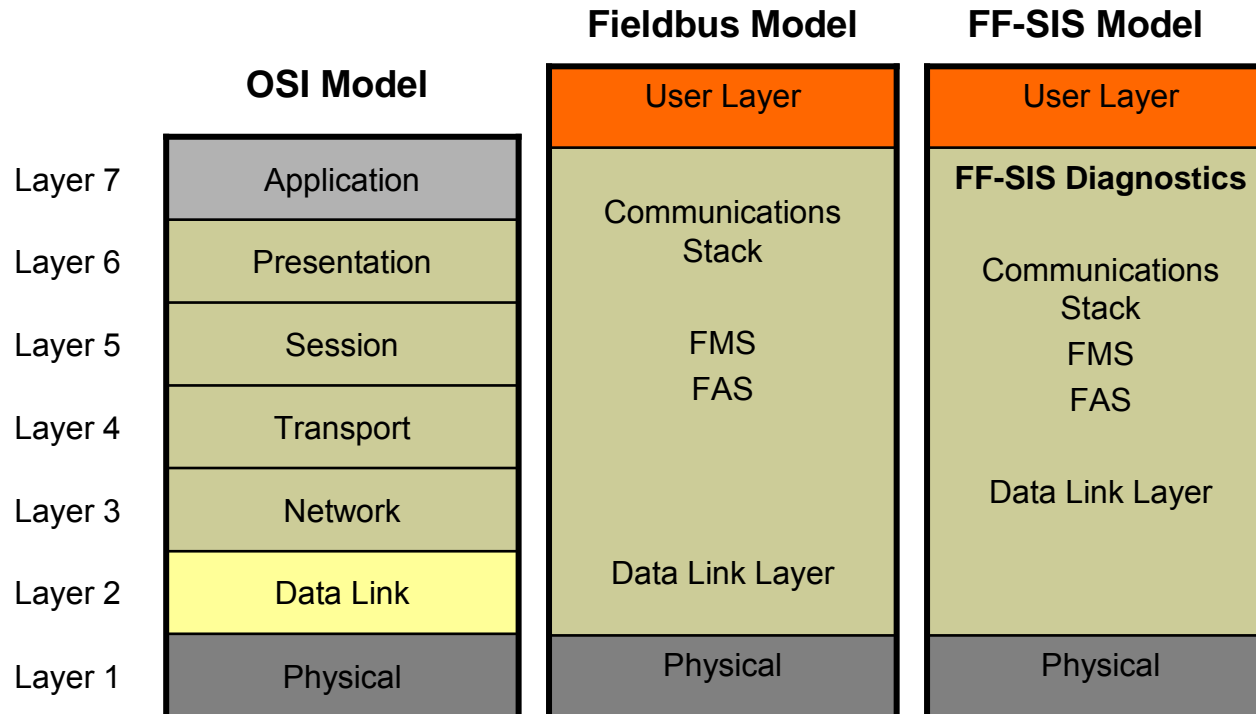 Fieldbus Model
FF-SIS Model
OSI Model
User Layer
User Layer
Layer 7
Application
FF-SIS Diagnostics
Communications
Stack
Layer 6
Presentation
Communications
Stack
Layer 5
Session
FMS
FAS
FMS
FAS
Layer 4
Transport
Layer 3
Network
Data Link Layer
Layer 2
Data Link
Data Link Layer
Layer 1
Physical
Physical
Physical